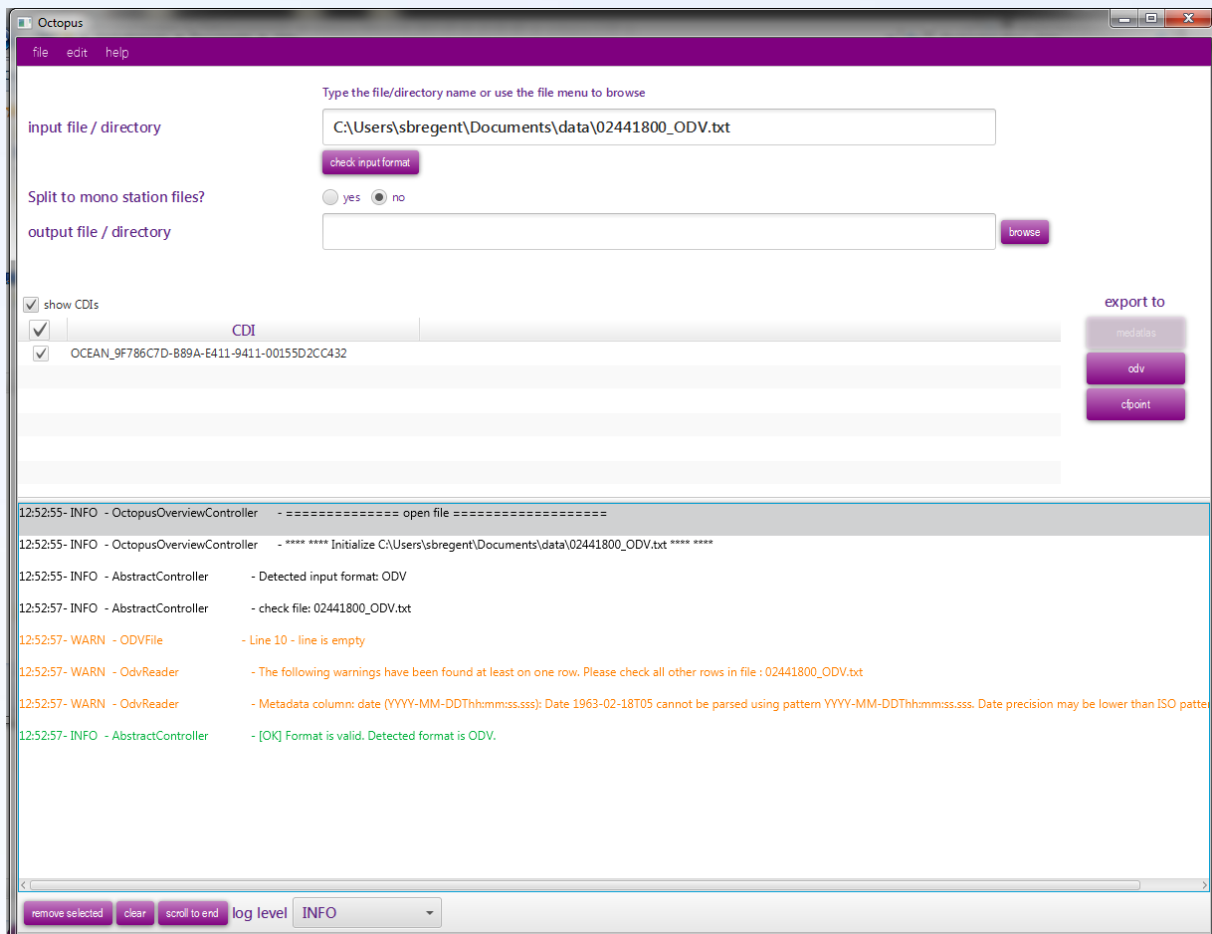 Octopus
file edit help
Type the file/directory name or use the file menu to browse
input file / directory
C:\Users\sbregent\Documents\data\02441800_ODV.txt
check input format
Split to mono station files?
yes no
output file / directory
browse
show CDIs
export to
CDI
medatlas
OCEAN_9F786C7D-B89A-E411-9411-00155D2CC432
odv
cfpoint
12:52:55- INFO - OctopusOverviewController - ============== open file ===================
12:52:55- INFO - OctopusOverviewController - **** **** Initialize C:\Users\sbregent\Documents\data\02441800_ODV.txt **** ****
12:52:55- INFO - AbstractController - Detected input format: ODV
12:52:57- INFO - AbstractController - check file: 02441800_ODV.txt
12:52:57- WARN - ODVFile - Line 10 - line is empty
12:52:57- WARN - OdvReader - The following warnings have been found at least on one row. Please check all other rows in file : 02441800_ODV.txt
12:52:57- WARN - OdvReader - Metadata column: date (YYYY-MM-DDThh:mm:ss.sss): Date 1963-02-18T05 cannot be parsed using pattern YYYY-MM-DDThh:mm:ss.sss. Date precision may be lower than ISO patter
12:52:57- INFO - AbstractController - [OK] Format is valid. Detected format is ODV.
remove selected clear scroll to end log level INFO